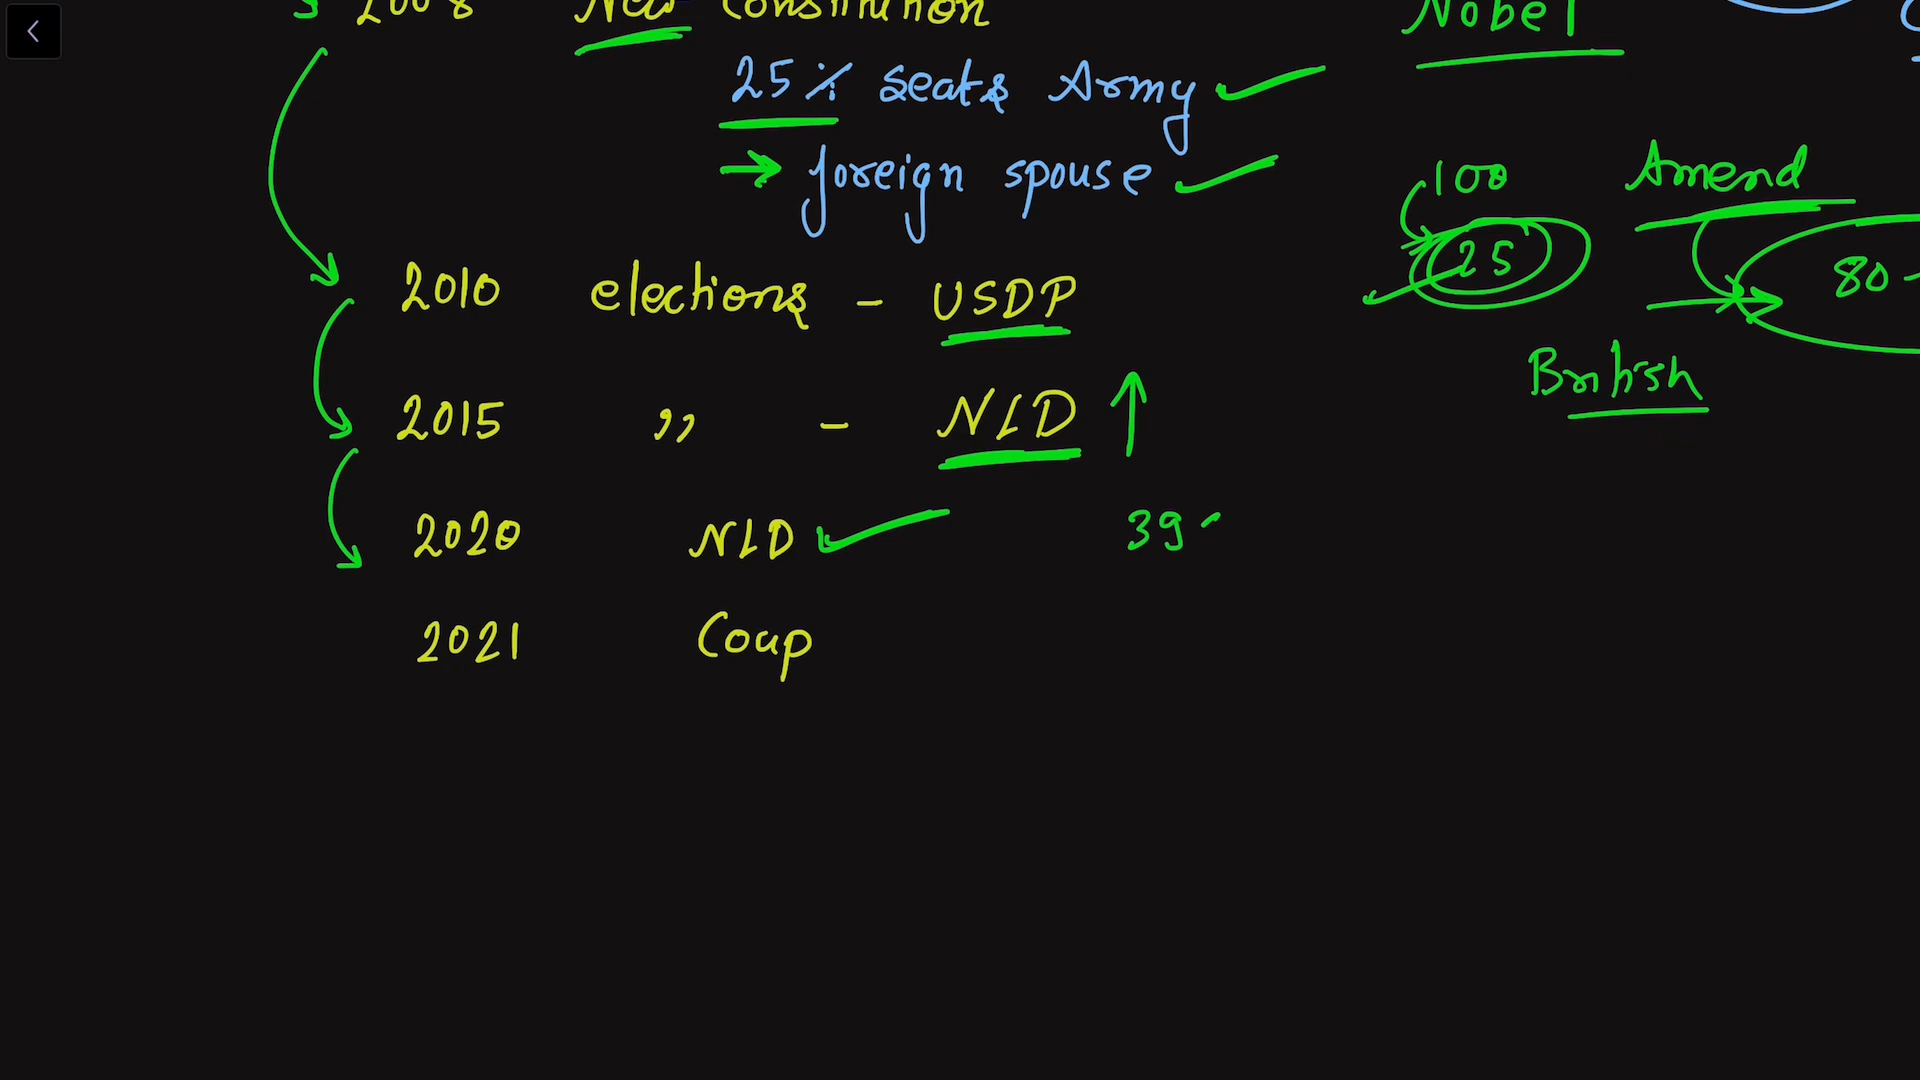 2008 New Constitution
Nobel
25% seats Army
→ foreign spouse
100
Amend
25
80-
2010 elections - USDP
British
2015 ,, - NLD ↑
2020 NLD
39
2021 Coup